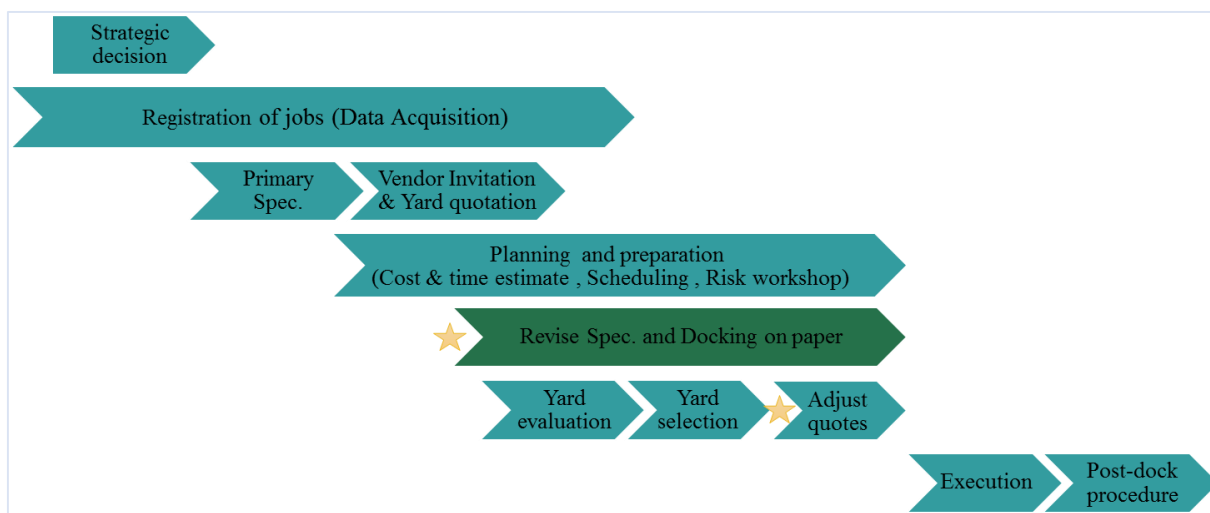 Strategic
decision
Registration of jobs (Data Acquisition)
Primary
Spec.
Vendor Invitation
& Yard quotation
Planning and preparation
(Cost & time estimate , Scheduling , Risk workshop)
Revise Spec. and Docking on paper
Yard
evaluation
Yard
selection
Adjust
quotes
Execution
Post-dock
procedure